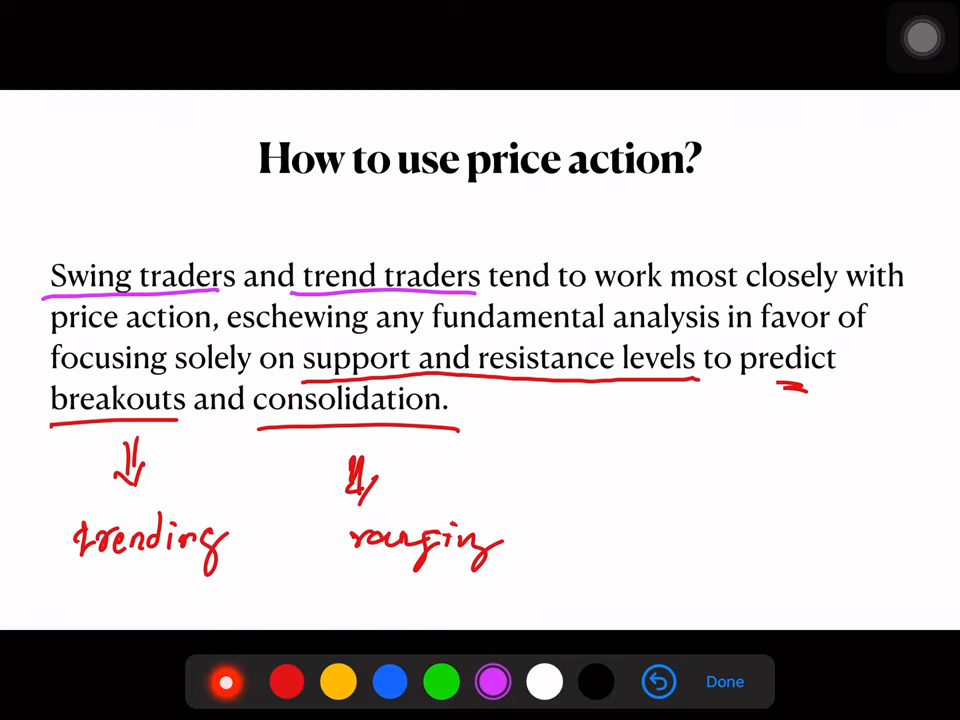 How to use price action?
Swing traders and trend traders tend to work most closely with
price action, eschewing any fundamental analysis in favor of
focusing solely on support and resistance levels to predict
breakouts and consolidation.
trending ranging
Done